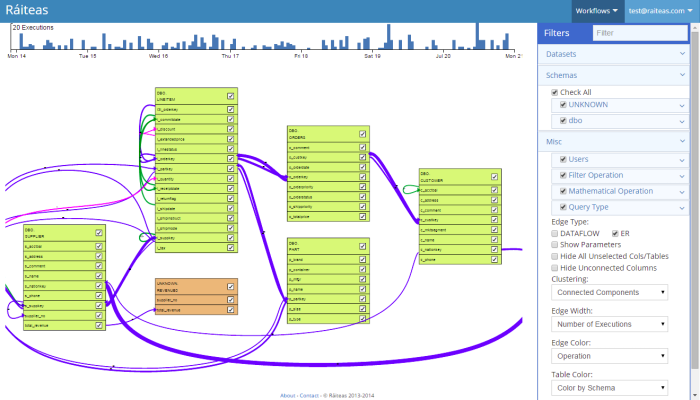 Ráiteas
Workflows
test@raiteas.com
20 Executions
Mon 14
Tue 15
Wed 16
Thu 17
Fri 18
Sat 19
Jul 20
Mon 21
DBO.
LINEITEM
l_orderkey
l_commitdate
l_discount
l_extendedprice
l_linestatus
l_orderkey
l_partkey
l_quantity
l_receiptdate
l_returnflag
l_shipdate
l_shipinstruct
l_shipmode
l_suppkey
l_tax
DBO.
ORDERS
o_comment
o_custkey
o_orderdate
o_orderkey
o_orderpriority
o_orderstatus
o_shippriority
o_totalprice
DBO.
CUSTOMER
c_acctbal
c_address
c_comment
c_custkey
c_mktsegment
c_name
c_nationkey
c_phone
DBO.
SUPPLIER
s_acctbal
s_address
s_comment
s_name
s_nationkey
s_phone
s_suppkey
supplier_no
total_revenue
UNKNOWN.
REVENUE0
supplier_no
total_revenue
DBO.
PART
p_brand
p_container
p_mfgr
p_name
p_partkey
p_size
p_type
About - Contact - © Ráiteas 2013-2014
Filters
Filter
Datasets
Schemas
Check All
UNKNOWN
dbo
Misc
Users
Filter Operation
Mathematical Operation
Query Type
Edge Type:
DATAFLOW
ER
Show Parameters
Hide All Unselected Cols/Tables
Hide Unconnected Columns
Clustering:
Connected Components
Edge Width:
Number of Executions
Edge Color:
Operation
Table Color:
Color by Schema